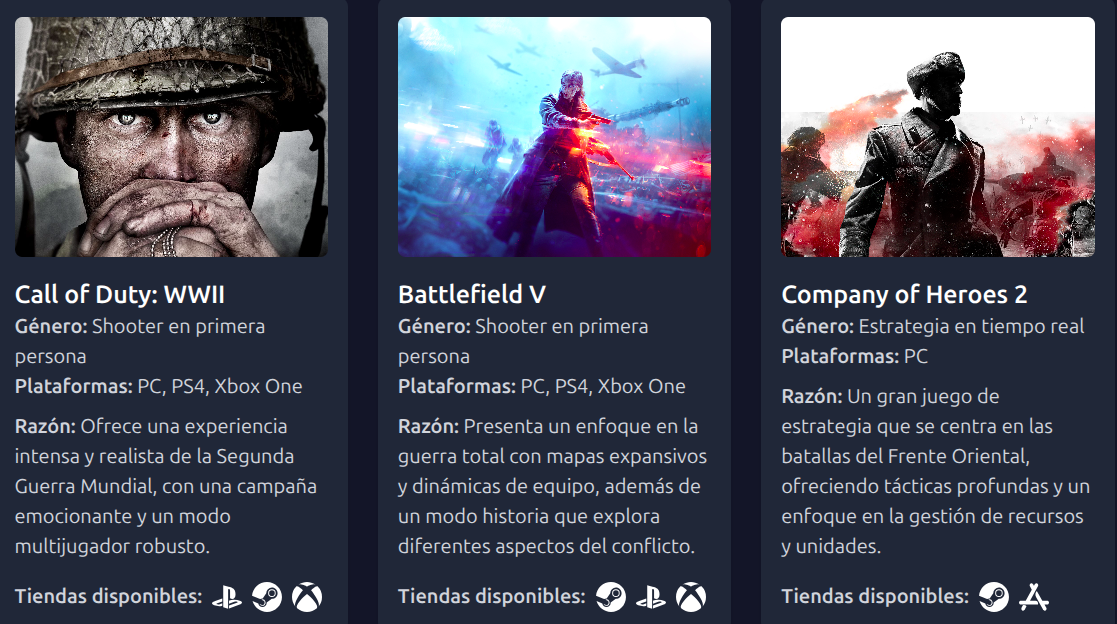 Call of Duty: WWII
Género: Shooter en primera
persona
Plataformas: PC, PS4, Xbox One
Razón: Ofrece una experiencia
intensa y realista de la Segunda
Guerra Mundial, con una campaña
emocionante y un modo
multijugador robusto.
Tiendas disponibles:
Battlefield V
Género: Shooter en primera
persona
Plataformas: PC, PS4, Xbox One
Razón: Presenta un enfoque en la
guerra total con mapas expansivos
y dinámicas de equipo, además de
un modo historia que explora
diferentes aspectos del conflicto.
Tiendas disponibles:
Company of Heroes 2
Género: Estrategia en tiempo real
Plataformas: PC
Razón: Un gran juego de
estrategia que se centra en las
batallas del Frente Oriental,
ofreciendo tácticas profundas y un
enfoque en la gestión de recursos
y unidades.
Tiendas disponibles: